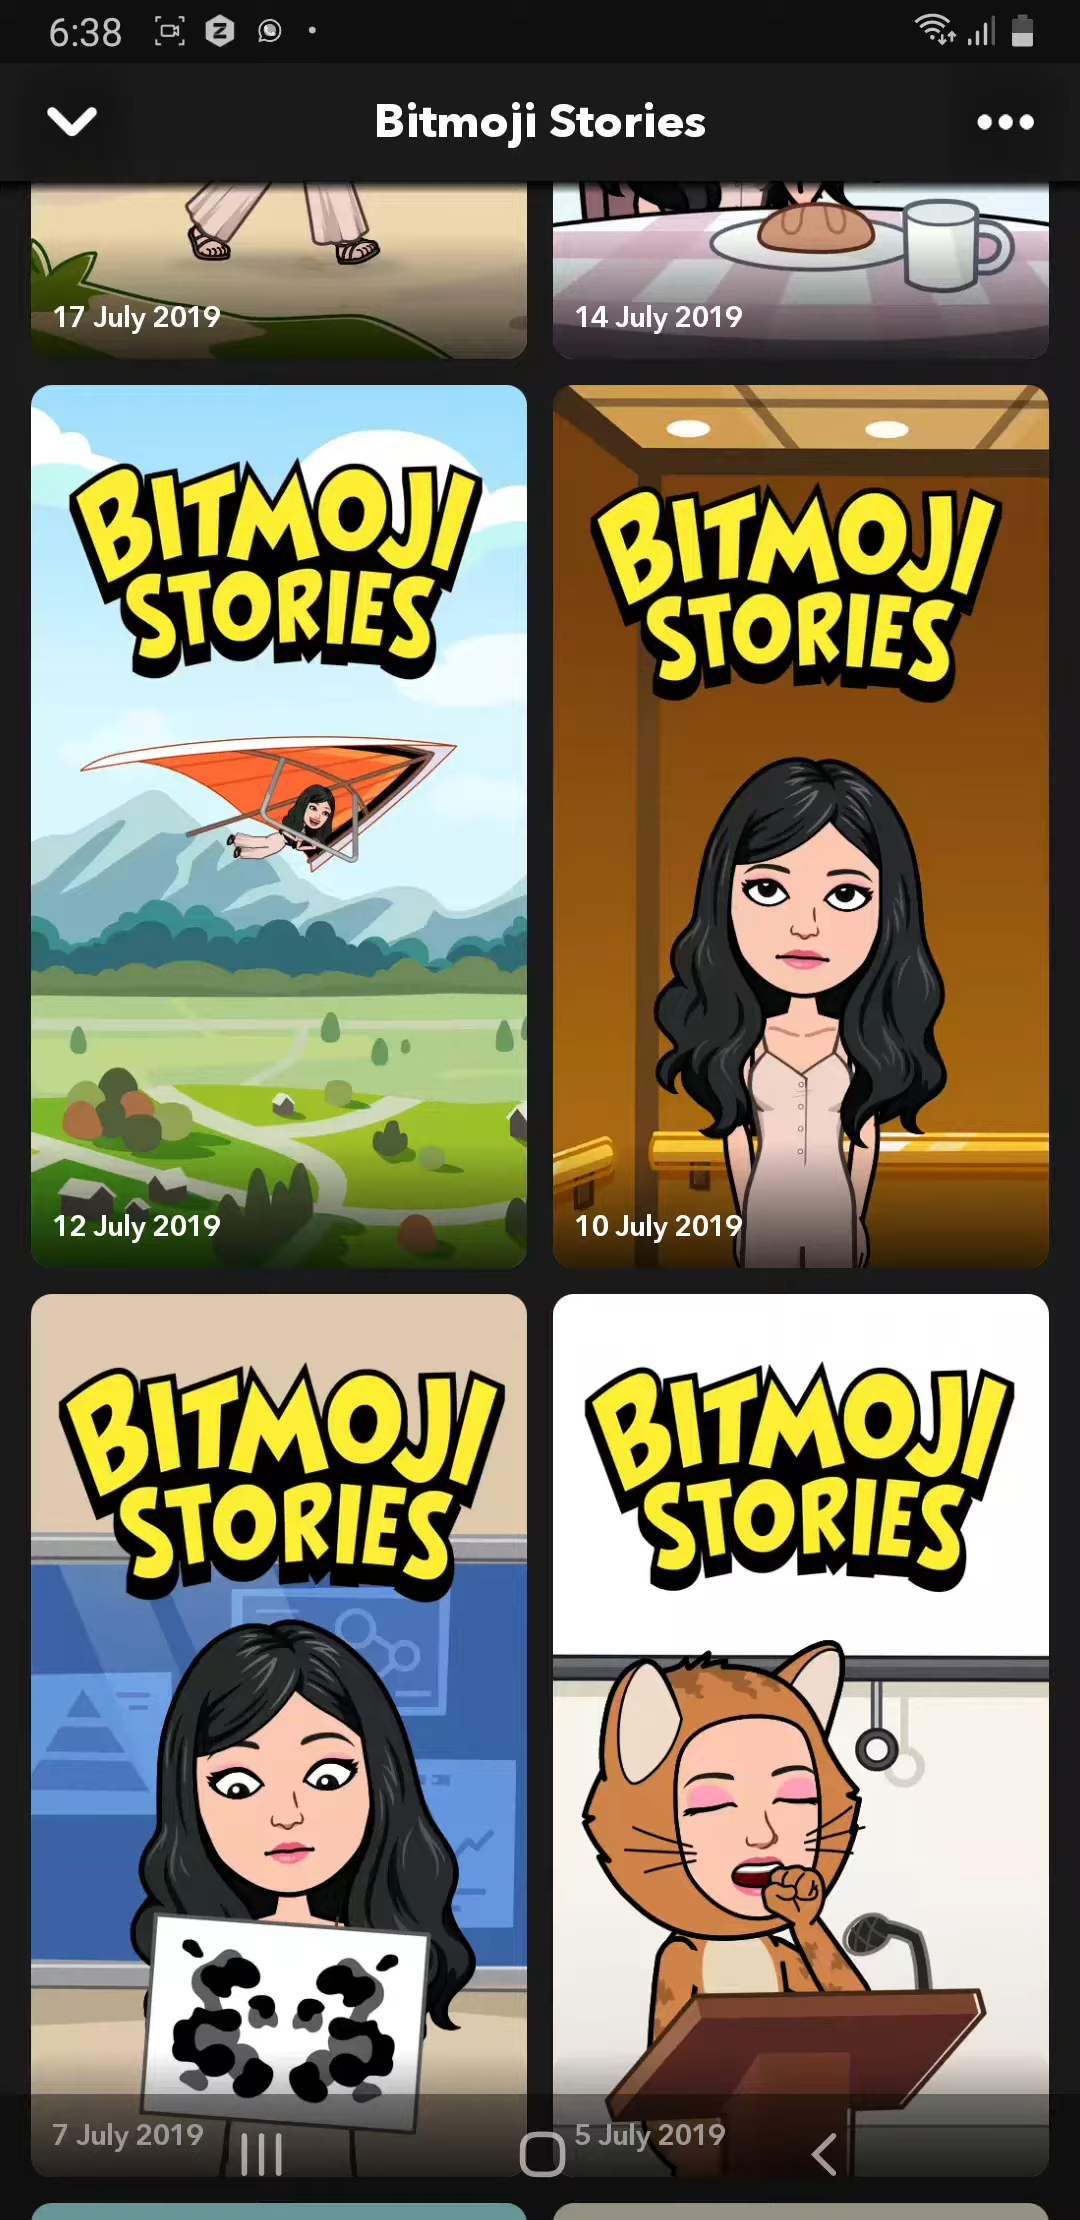 6:38
Bitmoji Stories
17 July 2019
14 July 2019
BITMOJI
STORIES
12 July 2019
BITMOJI
STORIES
10 July 2019
BITMOJI
STORIES
7 July 2019
BITMOJI
STORIES
5 July 2019